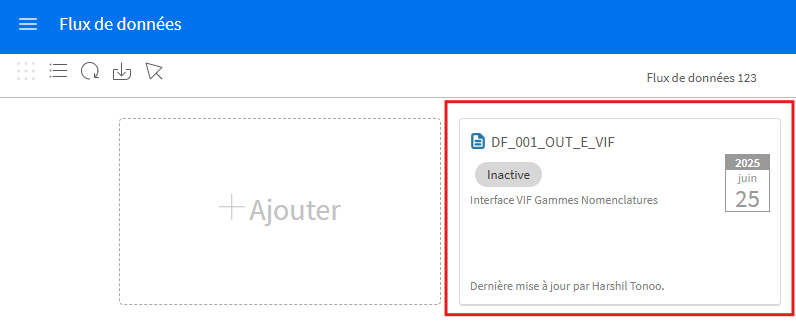 Flux de données
Flux de données 123
Ajouter
DF_001_OUT_E_VIF
Inactive
Interface VIF Gammes Nomenclatures
2025
juin
25
Dernière mise à jour par Harshil Tonoo.